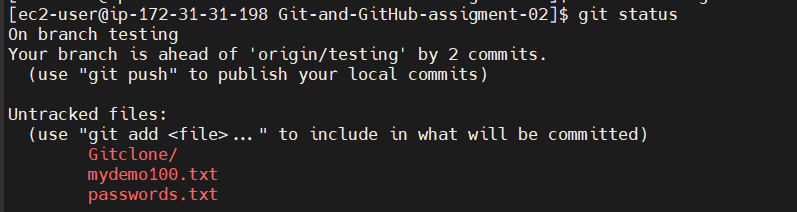 [ec2-user@ip-172-31-31-198 Git-and-GitHub-assigment-02]$ git status
On branch testing
Your branch is ahead of 'origin/testing' by 2 commits.
  (use "git push" to publish your local commits)

Untracked files:
  (use "git add <file>..." to include in what will be committed)
        Gitclone/
        mydemo100.txt
        passwords.txt